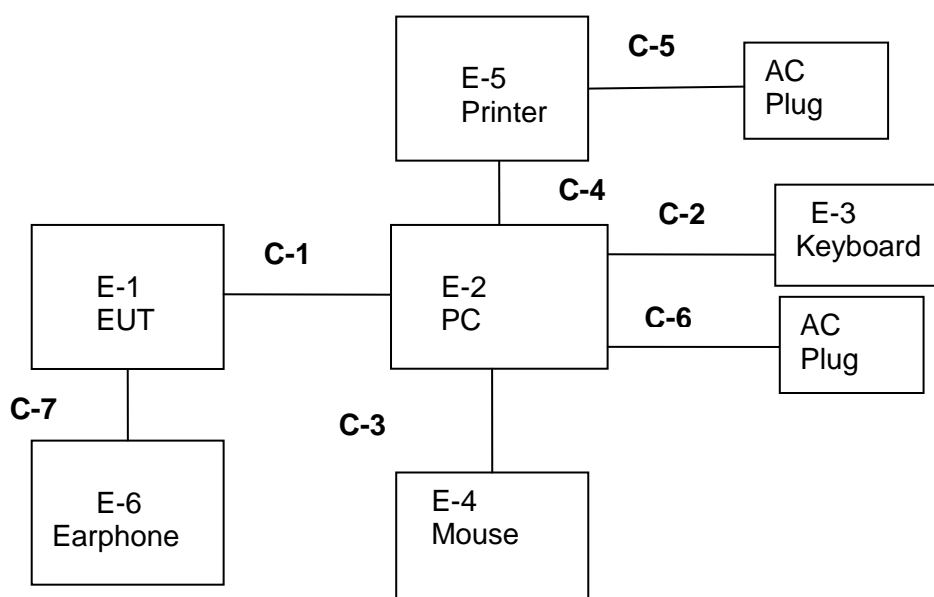 C-5
E-5
Printer
AC
Plug
C-4
C-2
E-3
Keyboard
C-1
E-1
EUT
E-2
PC
C-6
AC
Plug
C-7
C-3
E-6
Earphone
E-4
Mouse